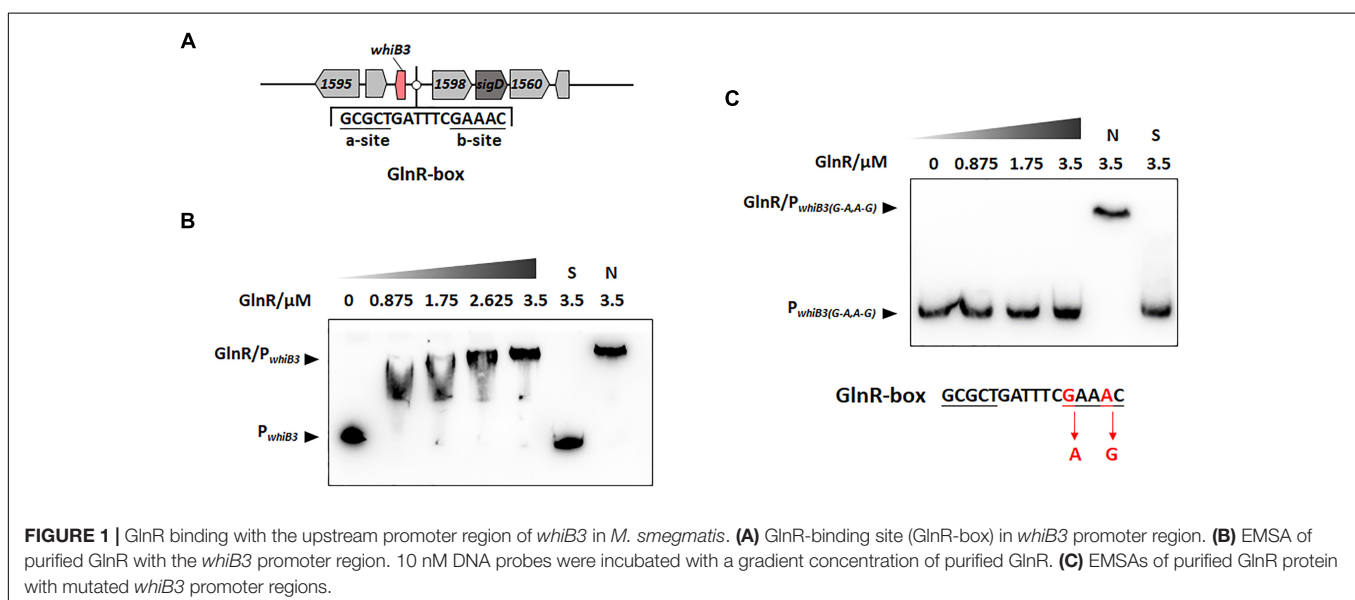 A
whiB3
1595 1598 sigD 1560
GCGCTGATTTCGAAAC
a-site b-site
GlnR-box
B
S N
GlnR/μM 0 0.875 1.75 2.625 3.5 3.5 3.5
GlnR/PwhiB3
PwhiB3
C
N S
GlnR/μM 0 0.875 1.75 3.5 3.5 3.5
GlnR/PwhiB3(G-A,A-G)
PwhiB3(G-A,A-G)
GlnR-box GCGCTGATTTCGAAAC
A G
FIGURE 1 | GlnR binding with the upstream promoter region of whiB3 in M. smegmatis. (A) GlnR-binding site (GlnR-box) in whiB3 promoter region. (B) EMSA of
purified GlnR with the whiB3 promoter region. 10 nM DNA probes were incubated with a gradient concentration of purified GlnR. (C) EMSAs of purified GlnR protein
with mutated whiB3 promoter regions.